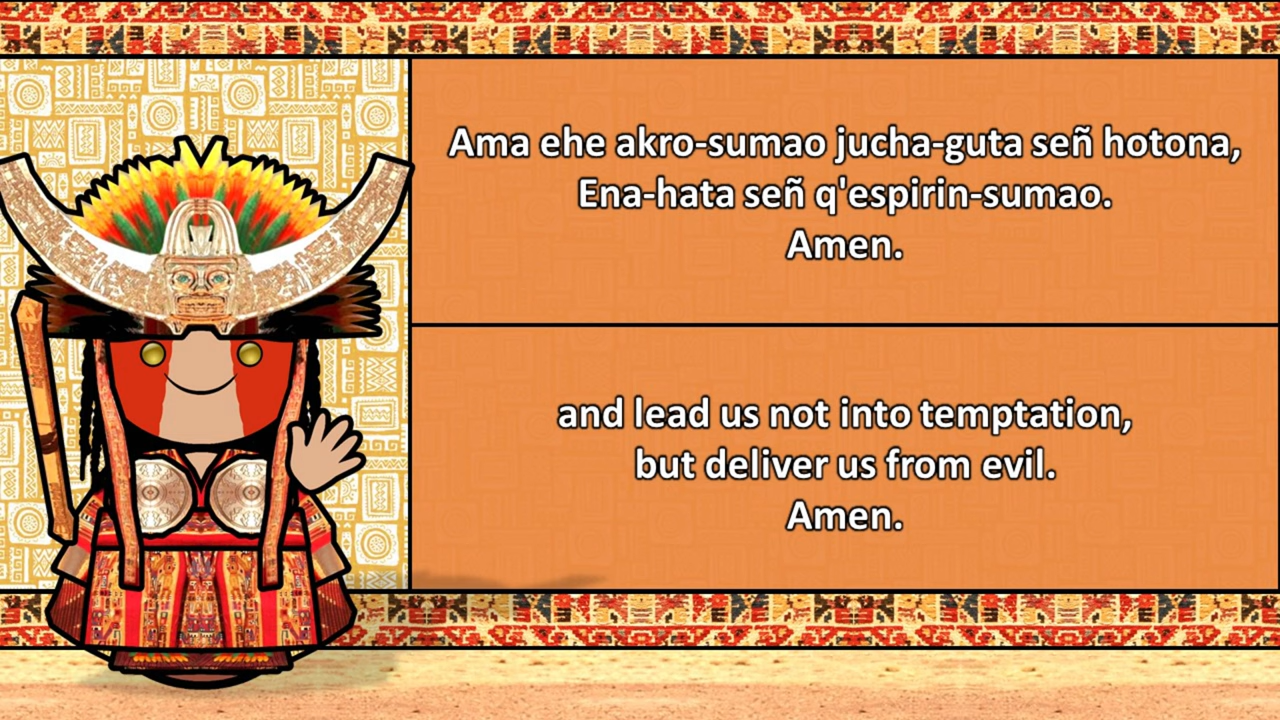 Ama ehe akro-sumao jucha-guta señ hotona,
Ena-hata señ q'espirin-sumao.
Amen.
and lead us not into temptation,
but deliver us from evil.
Amen.